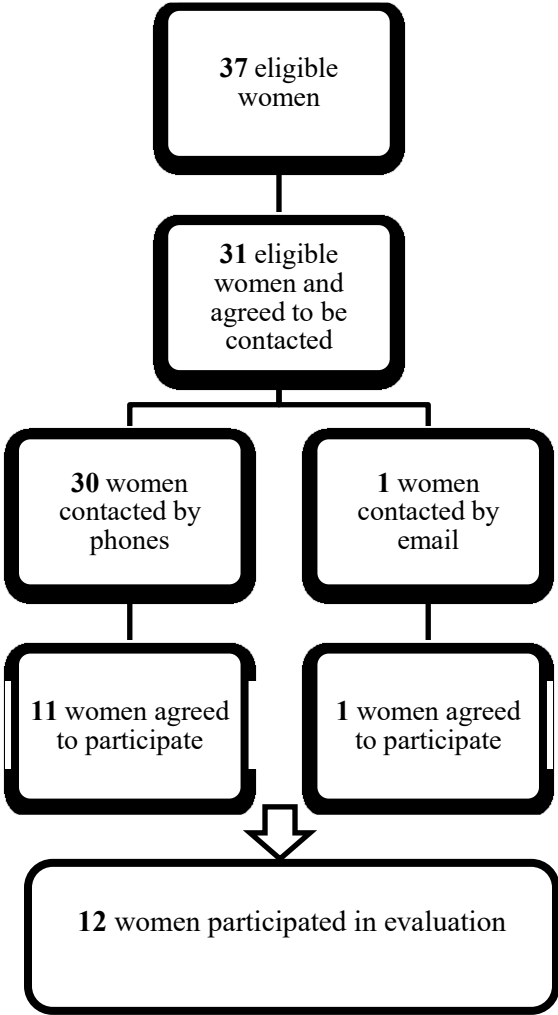 37 eligible
women
31 eligible
women and
agreed to be
contacted
30 women
contacted by
phones
1 women
contacted by
email
11 women agreed
to participate
1 women agreed
to participate
12 women participated in evaluation